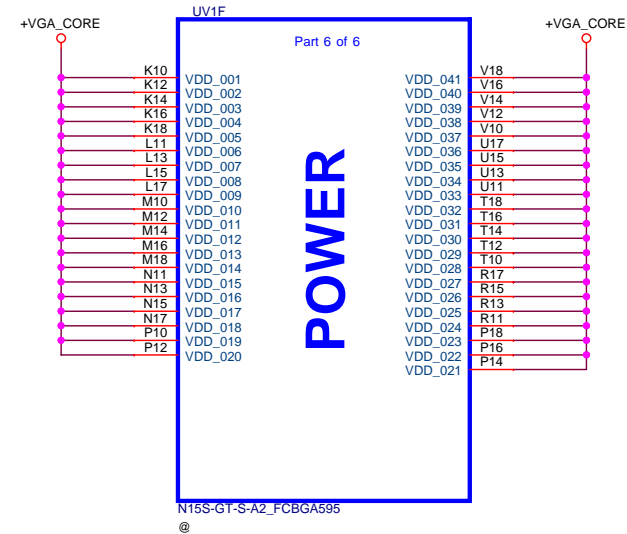 UV1F
+VGA_CORE
+VGA_CORE
Part 6 of 6
K10 VDD_001 VDD_041 V18
K12 VDD_002 VDD_040 V16
K14 VDD_003 VDD_039 V14
K16 VDD_004 VDD_038 V12
K18 VDD_005 VDD_037 V10
L11 VDD_006 VDD_036 U17
L13 VDD_007 VDD_035 U15
L15 VDD_008 VDD_034 U13
L17 VDD_009 VDD_033 U11
M10 VDD_010 VDD_032 T18
M12 VDD_011 VDD_031 T16
M14 VDD_012 VDD_030 T14
M16 VDD_013 VDD_029 T12
M18 VDD_014 VDD_028 T10
N11 VDD_015 VDD_027 R17
N13 VDD_016 VDD_026 R15
N15 VDD_017 VDD_025 R13
N17 VDD_018 VDD_024 R11
P10 VDD_019 VDD_023 P18
P12 VDD_020 VDD_022 P16
VDD_021 P14
POWER
N15S-GT-S-A2_FCBGA595
@